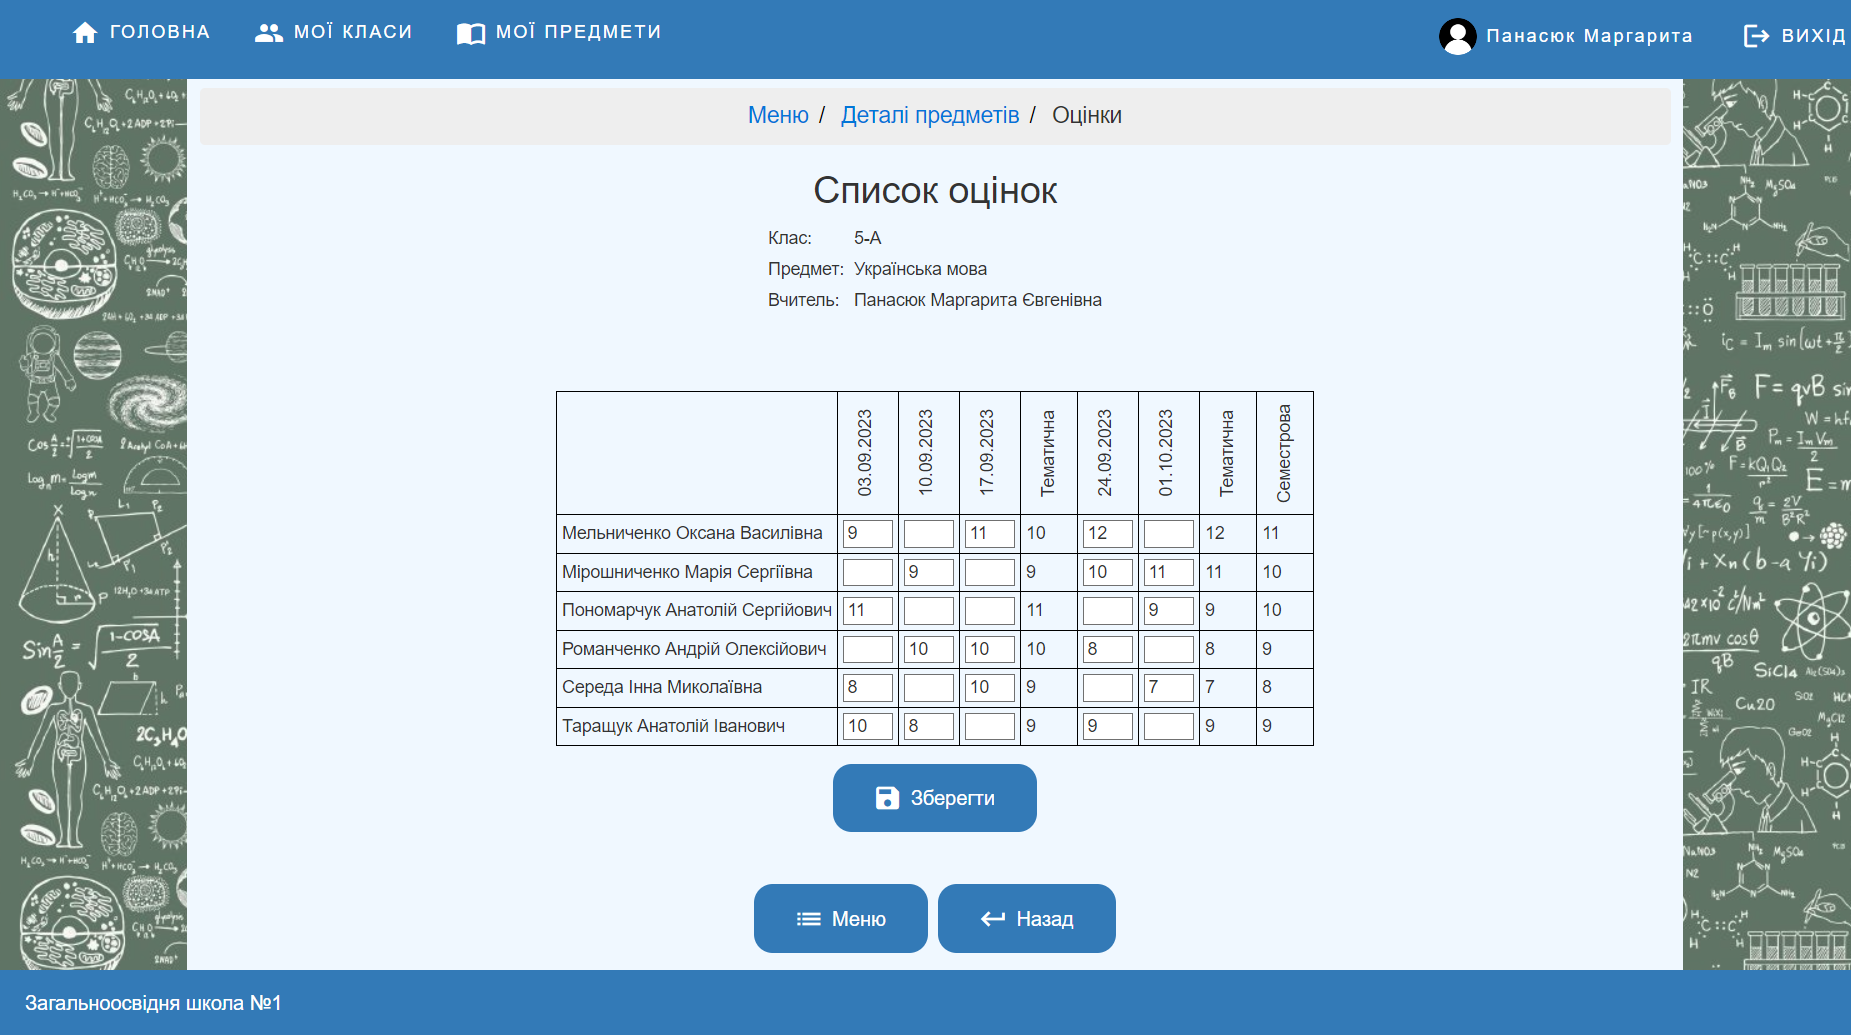 ГОЛОВНА МОЇ КЛАСИ МОЇ ПРЕДМЕТИ Панасюк Маргарита ВИХІД
Меню / Деталі предметів / Оцінки
Список оцінок
Клас: 5-А
Предмет: Українська мова
Вчитель: Панасюк Маргарита Євгенівна
03.09.2023 10.09.2023 17.09.2023 Тематична 24.09.2023 01.10.2023 Тематична Семестрова
Мельниченко Оксана Василівна 9 11 10 12 12 11
Мірошниченко Марія Сергіївна 9 9 10 11 11 10
Пономарчук Анатолій Сергійович 11 11 9 9 10
Романченко Андрій Олексійович 10 10 10 8 8 9
Середа Інна Миколаївна 8 10 9 7 7 8
Таращук Анатолій Іванович 10 8 9 9 9 9
Зберегти
Меню Назад
Загальноосвідня школа №1